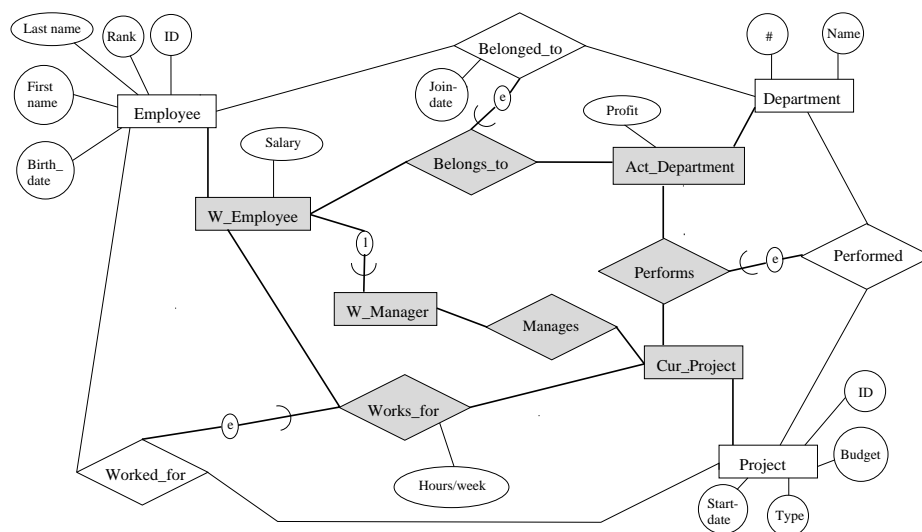 Last name
Rank
ID
Belonged_to
#
Name
First
name
Join-
date
e
Employee
Department
Profit
Salary
Birth_
date
Belongs_to
Act_Department
W_Employee
l
Performs
e
Performed
W_Manager
Manages
Cur_Project
ID
e
Works_for
Budget
Worked_for
Hours/week
Project
Start-
date
Type